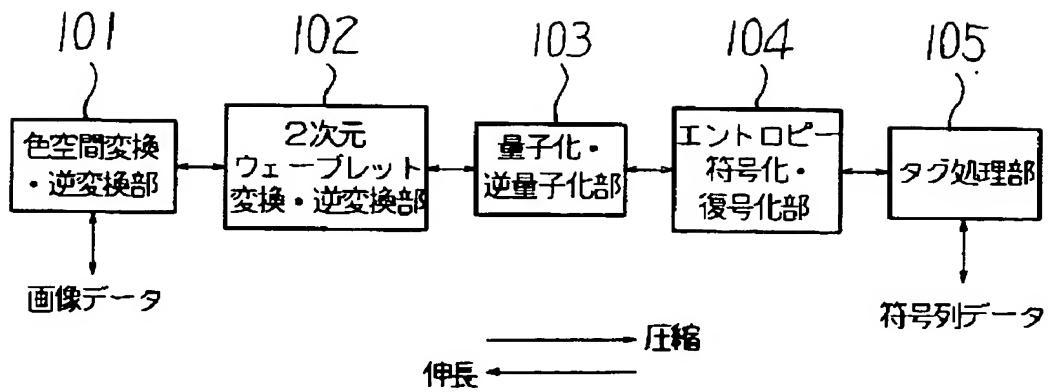 101
102
103
104
105
色空間変換
・逆変換部
2次元
ウェーブレット
変換・逆変換部
量子化・
逆量子化部
エントロピー
符号化・
復号化部
タグ処理部
画像データ
符号列データ
圧縮
伸長